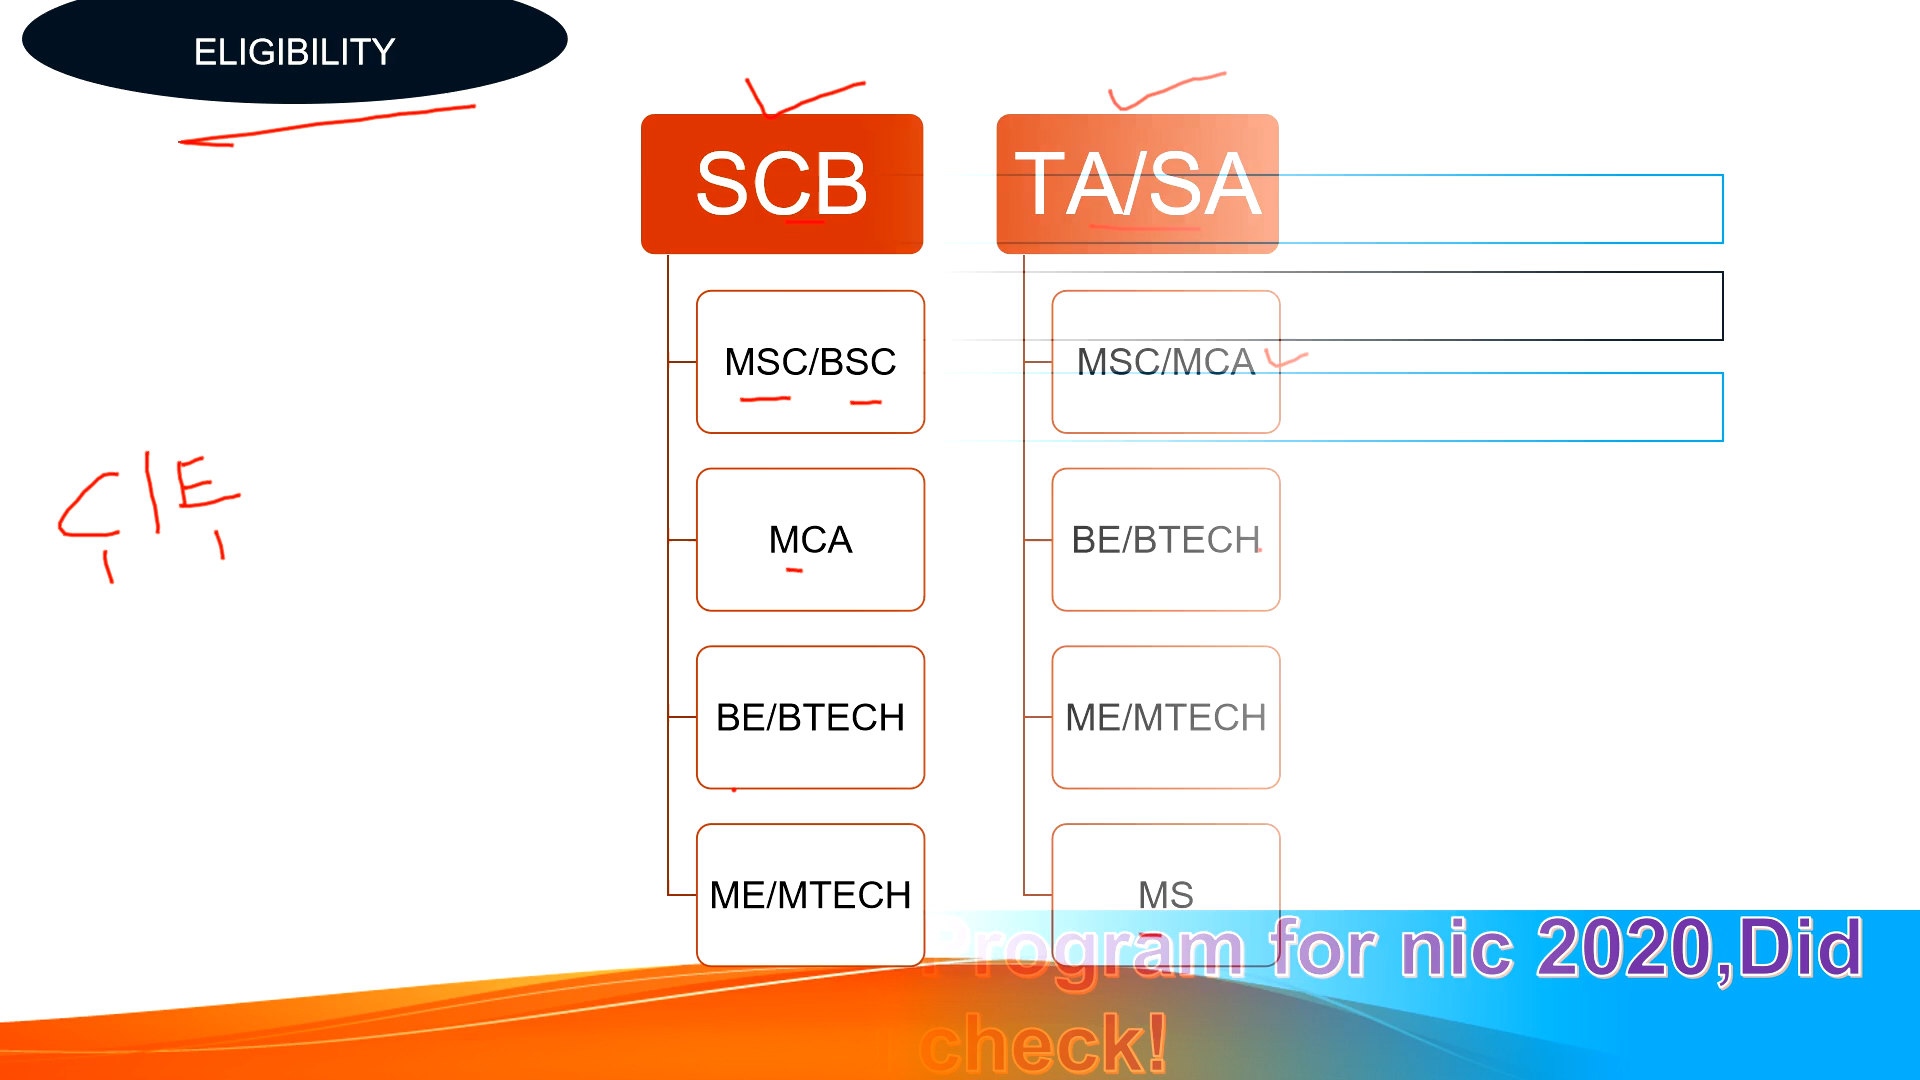 ELIGIBILITY
SCB
TA/SA
MSC/BSC
MSC/MCA
MCA
BE/BTECH
BE/BTECH
ME/MTECH
ME/MTECH
MS
C/E
Program for nic 2020,Did
check!